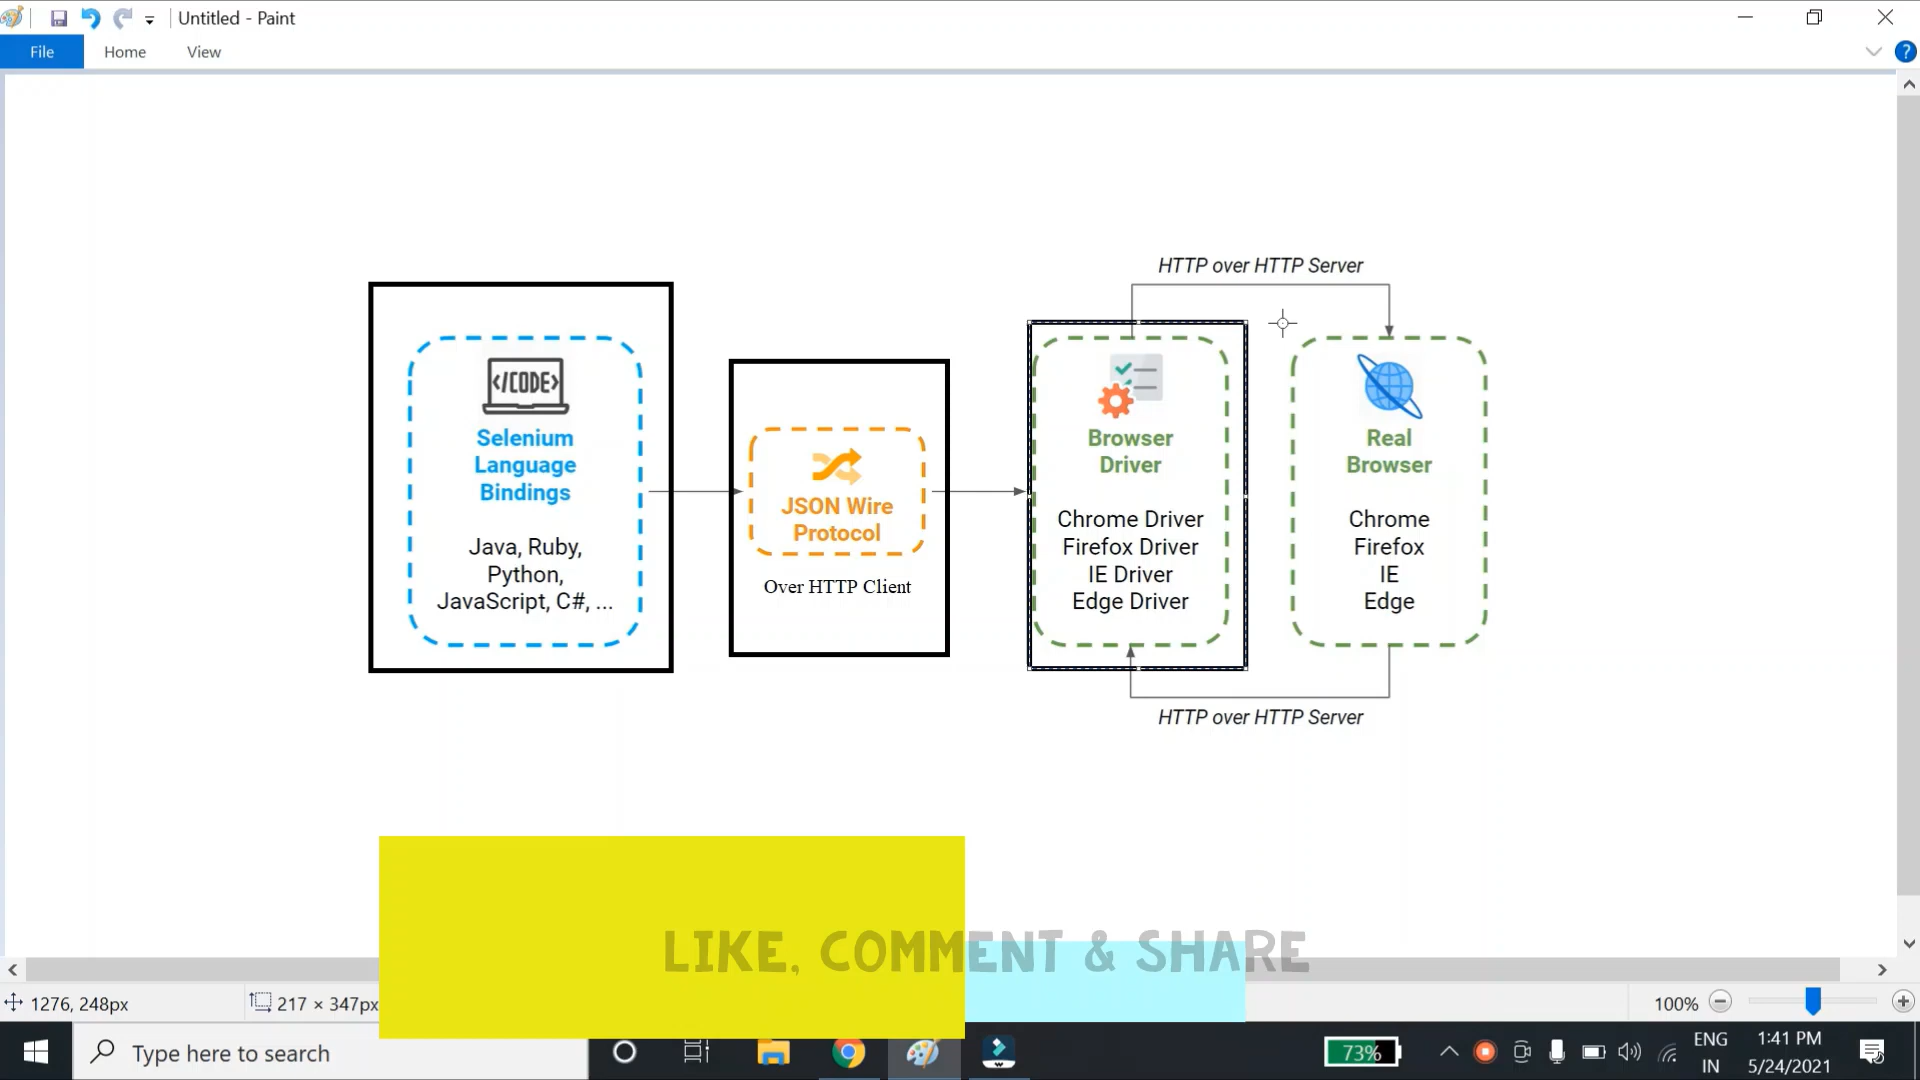 Untitled - Paint
File
Home
View
HTTP over HTTP Server
</CODE>
Selenium
Language
Bindings
Java, Ruby,
Python,
JavaScript, C#, ...
JSON Wire
Protocol
Over HTTP Client
Browser
Driver
Chrome Driver
Firefox Driver
IE Driver
Edge Driver
Real
Browser
Chrome
Firefox
IE
Edge
HTTP over HTTP Server
LIKE, COMMENT & SHARE
1276, 248px
217 × 347px
100%
Type here to search
73%
ENG
IN
1:41 PM
5/24/2021